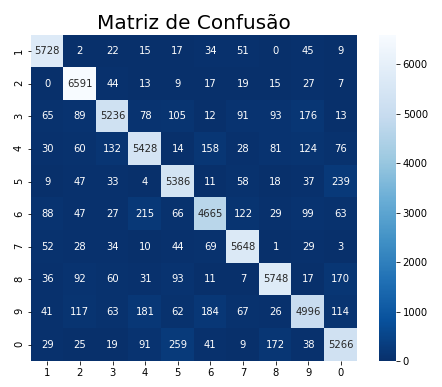 Matriz de Confusão
1 5728 2 22 15 17 34 51 0 45 9
2 0 6591 44 13 9 17 19 15 27 7
3 65 89 5236 78 105 12 91 93 176 13
4 30 60 132 5428 14 158 28 81 124 76
5 9 47 33 4 5386 11 58 18 37 239
6 88 47 27 215 66 4665 122 29 99 63
7 52 28 34 10 44 69 5648 1 29 3
8 36 92 60 31 93 11 7 5748 17 170
9 41 117 63 181 62 184 67 26 4996 114
0 29 25 19 91 259 41 9 172 38 5266
1 2 3 4 5 6 7 8 9 0
6000
5000
4000
3000
2000
1000
0